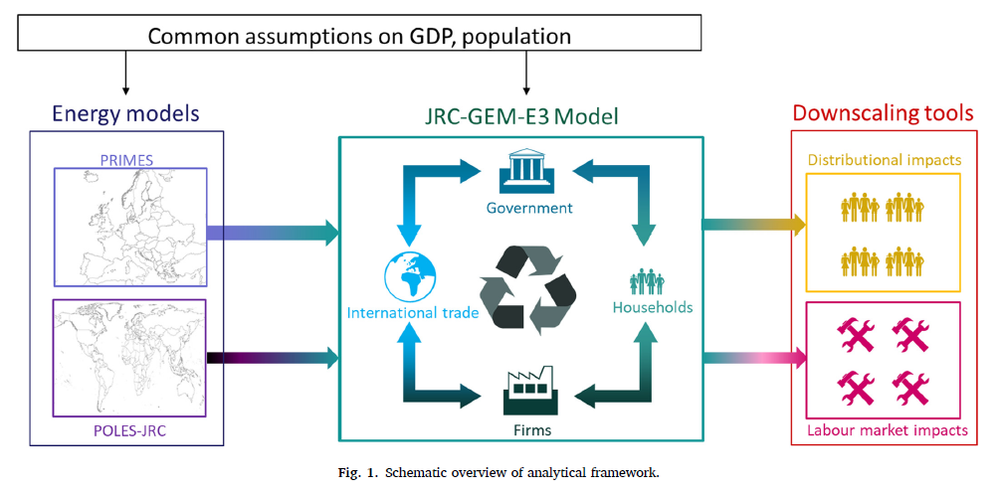 Common assumptions on GDP, population
Energy models
JRC-GEM-E3 Model
Downscaling tools
PRIMES
Distributional impacts
Government
International trade
Households
Firms
POLES-JRC
Labour market impacts
Fig. 1. Schematic overview of analytical framework.